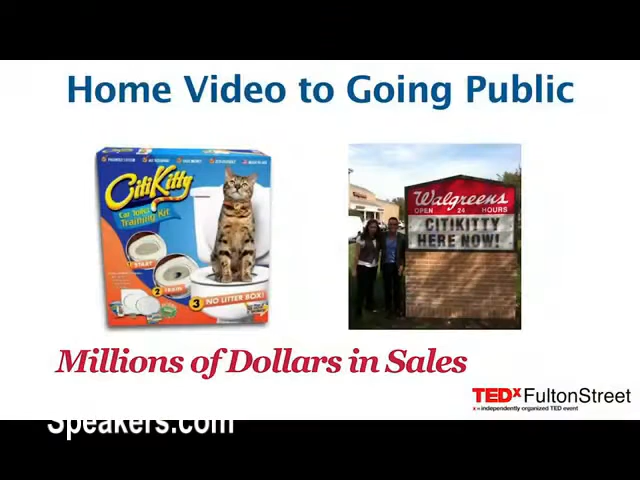 Home Video to Going Public
CitiKitty
Cat Toilet
Training Kit
START
2 TRAIN
3 NO LITTER BOX!
Walgreens
OPEN 24 HOURS
CITIKITTY
HERE NOW!
Millions of Dollars in Sales
TEDxFultonStreet
x = independently organized TED event
Speakers.com